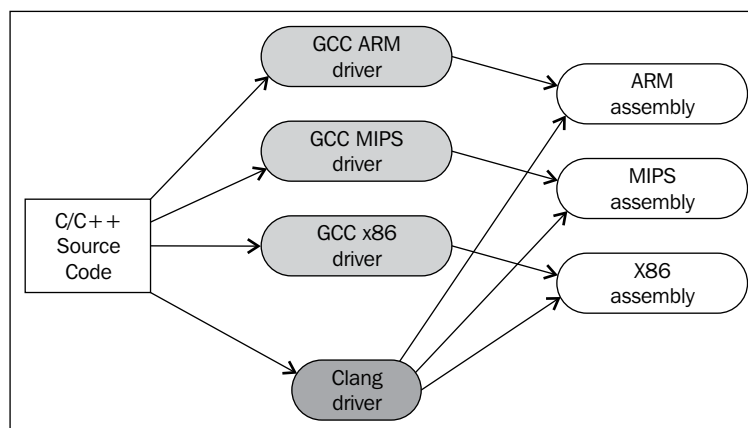 GCC ARM
driver
ARM
assembly
GCC MIPS
driver
MIPS
assembly
C/C++
Source
Code
GCC x86
driver
X86
assembly
Clang
driver